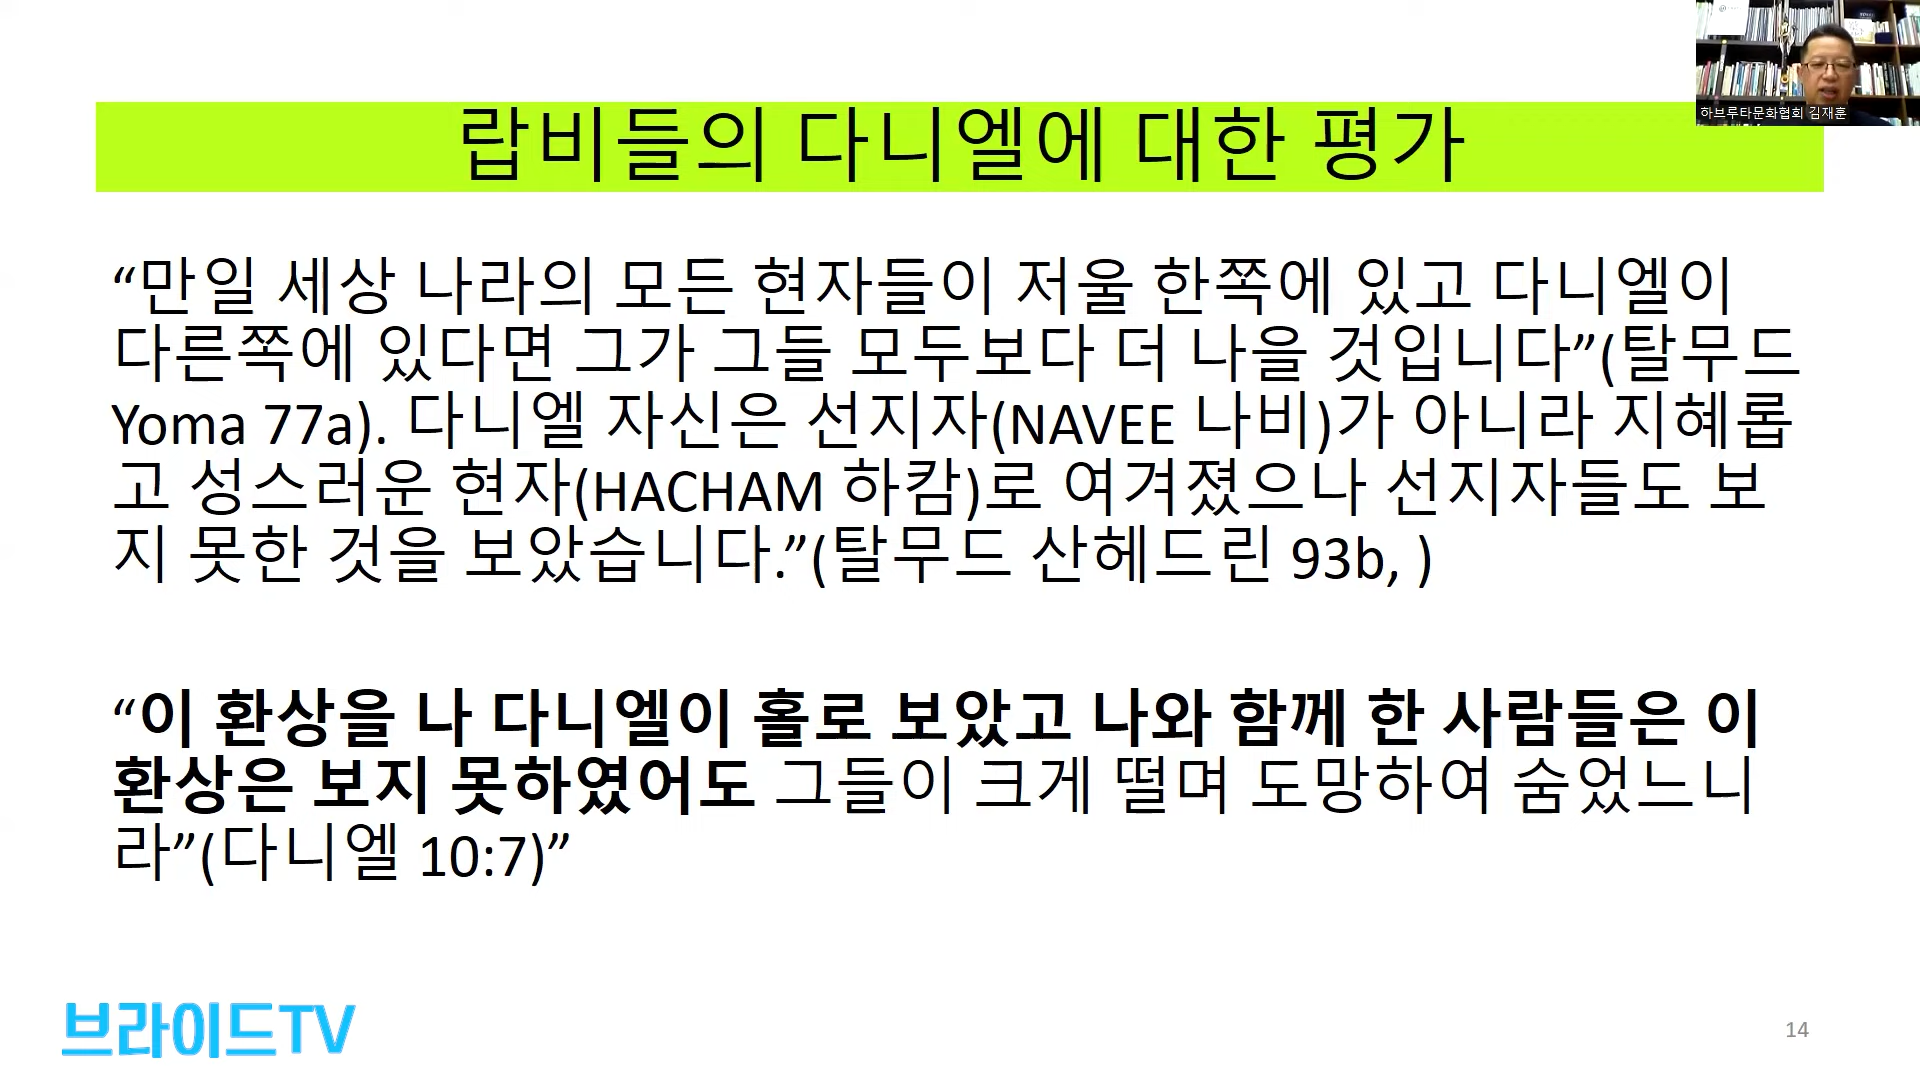 하브루타문화협회 김재훈
랍비들의 다니엘에 대한 평가
“만일 세상 나라의 모든 현자들이 저울 한쪽에 있고 다니엘이
다른쪽에 있다면 그가 그들 모두보다 더 나을 것입니다”(탈무드
Yoma 77a). 다니엘 자신은 선지자(NAVEE 나비)가 아니라 지혜롭
고 성스러운 현자(HACHAM 하캄)로 여겨졌으나 선지자들도 보
지 못한 것을 보았습니다.”(탈무드 산헤드린 93b, )
“이 환상을 나 다니엘이 홀로 보았고 나와 함께 한 사람들은 이
환상은 보지 못하였어도 그들이 크게 떨며 도망하여 숨었느니
라”(다니엘 10:7)”
브라이드TV
14